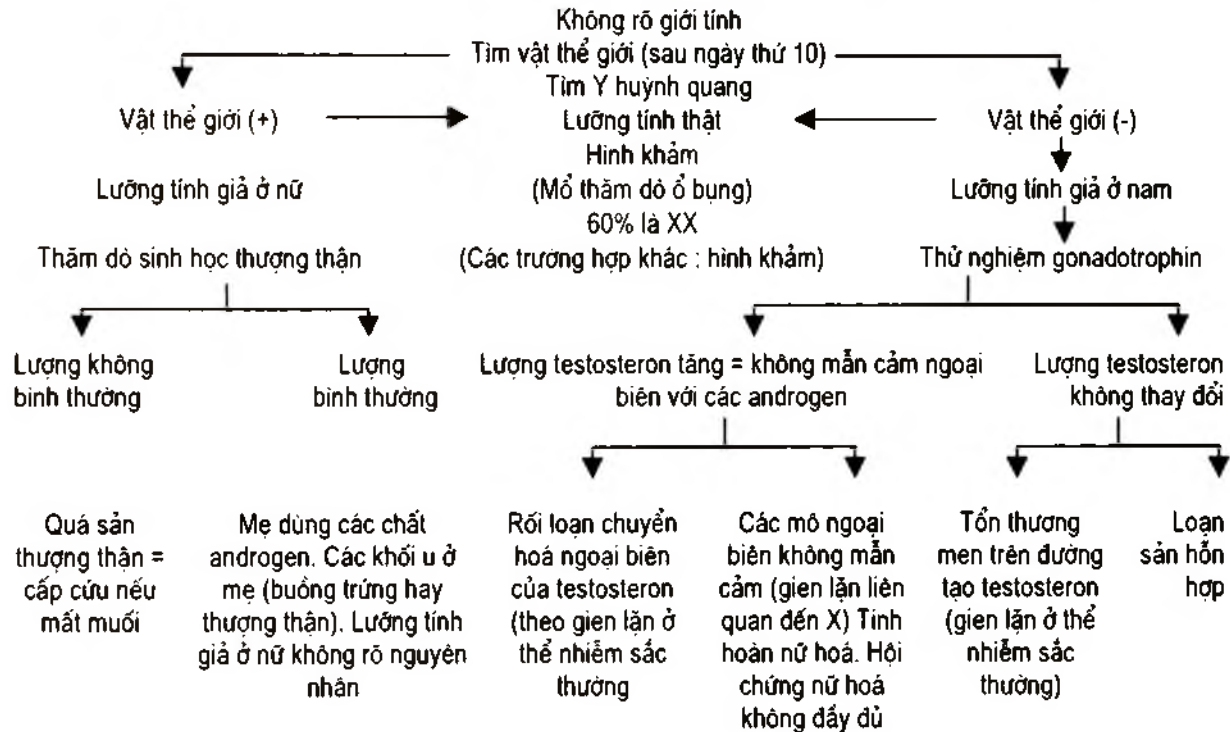 Không rõ giới tính
Tìm vật thể giới (sau ngày thứ 10)
Tìm Y huỳnh quang
Vật thể giới (+)
Lưỡng tính thật
Vật thể giới (-)
Hình khảm
Lưỡng tính giả ở nữ
(Mổ thăm dò ổ bụng)
Lưỡng tính giả ở nam
60% là XX
Thăm dò sinh học thượng thận
(Các trường hợp khác : hình khảm)
Thử nghiệm gonadotrophin
Lượng không
bình thường
Lượng
bình thường
Lượng testosteron tăng = không mẫn cảm ngoại
biên với các androgen
Lượng testosteron
không thay đổi
Quá sản
thượng thận =
cấp cứu nếu
mất muối
Mẹ dùng các chất
androgen. Các khối u ở
mẹ (buồng trứng hay
thượng thận). Lưỡng tính
giả ở nữ không rõ nguyên
nhân
Rối loạn chuyển
hoá ngoại biên
của testosteron
(theo gien lặn ở
thể nhiễm sắc
thường
Các mô ngoại
biên không mẫn
cảm (gien lặn liên
quan đến X) Tinh
hoàn nữ hoá. Hội
chứng nữ hoá
không đầy đủ
Tổn thương
men trên đường
tạo testosteron
(gien lặn ở thể
nhiễm sắc
thường)
Loạn
sản hỗn
hợp